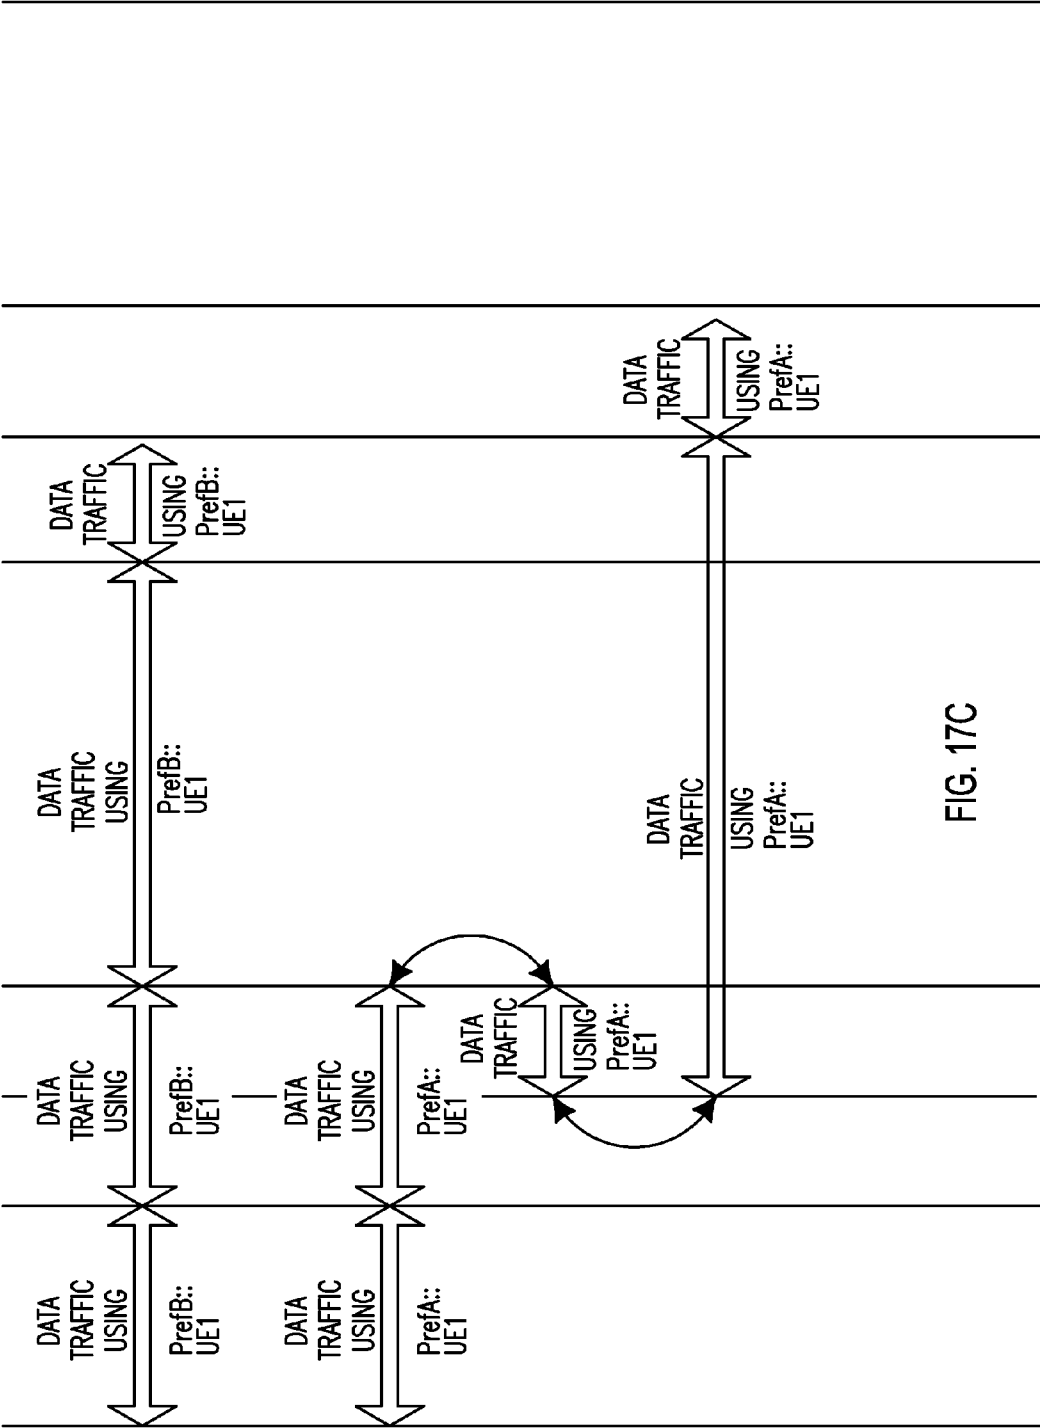 DATA
TRAFFIC
USING
PrefB::
UE1
DATA
TRAFFIC
USING
PrefB::
UE1
DATA
TRAFFIC
USING
PrefB::
UE1
DATA
TRAFFIC
USING
PrefB::
UE1
DATA
TRAFFIC
USING
PrefA::
UE1
DATA
TRAFFIC
USING
PrefA::
UE1
DATA
TRAFFIC
USING
PrefA::
UE1
DATA
TRAFFIC
USING
PrefA::
UE1
DATA
TRAFFIC
USING
PrefA::
UE1
FIG. 17C